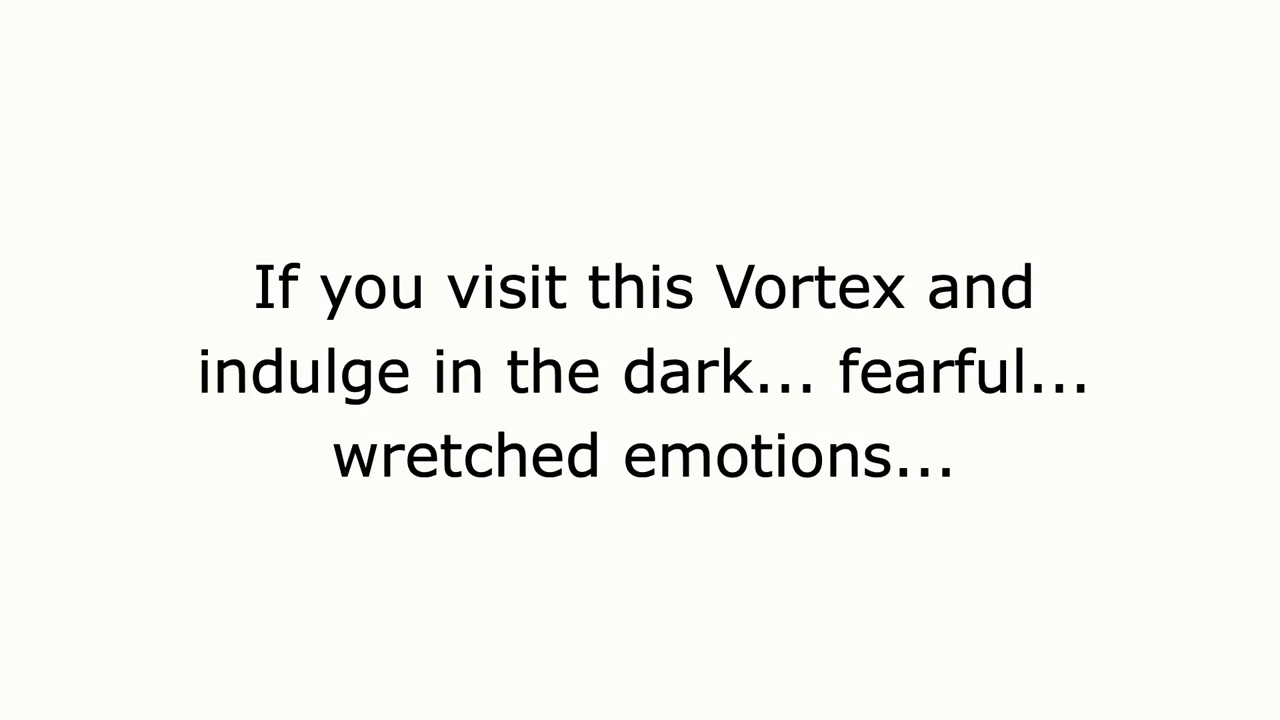 If you visit this Vortex and
indulge in the dark... fearful...
wretched emotions...